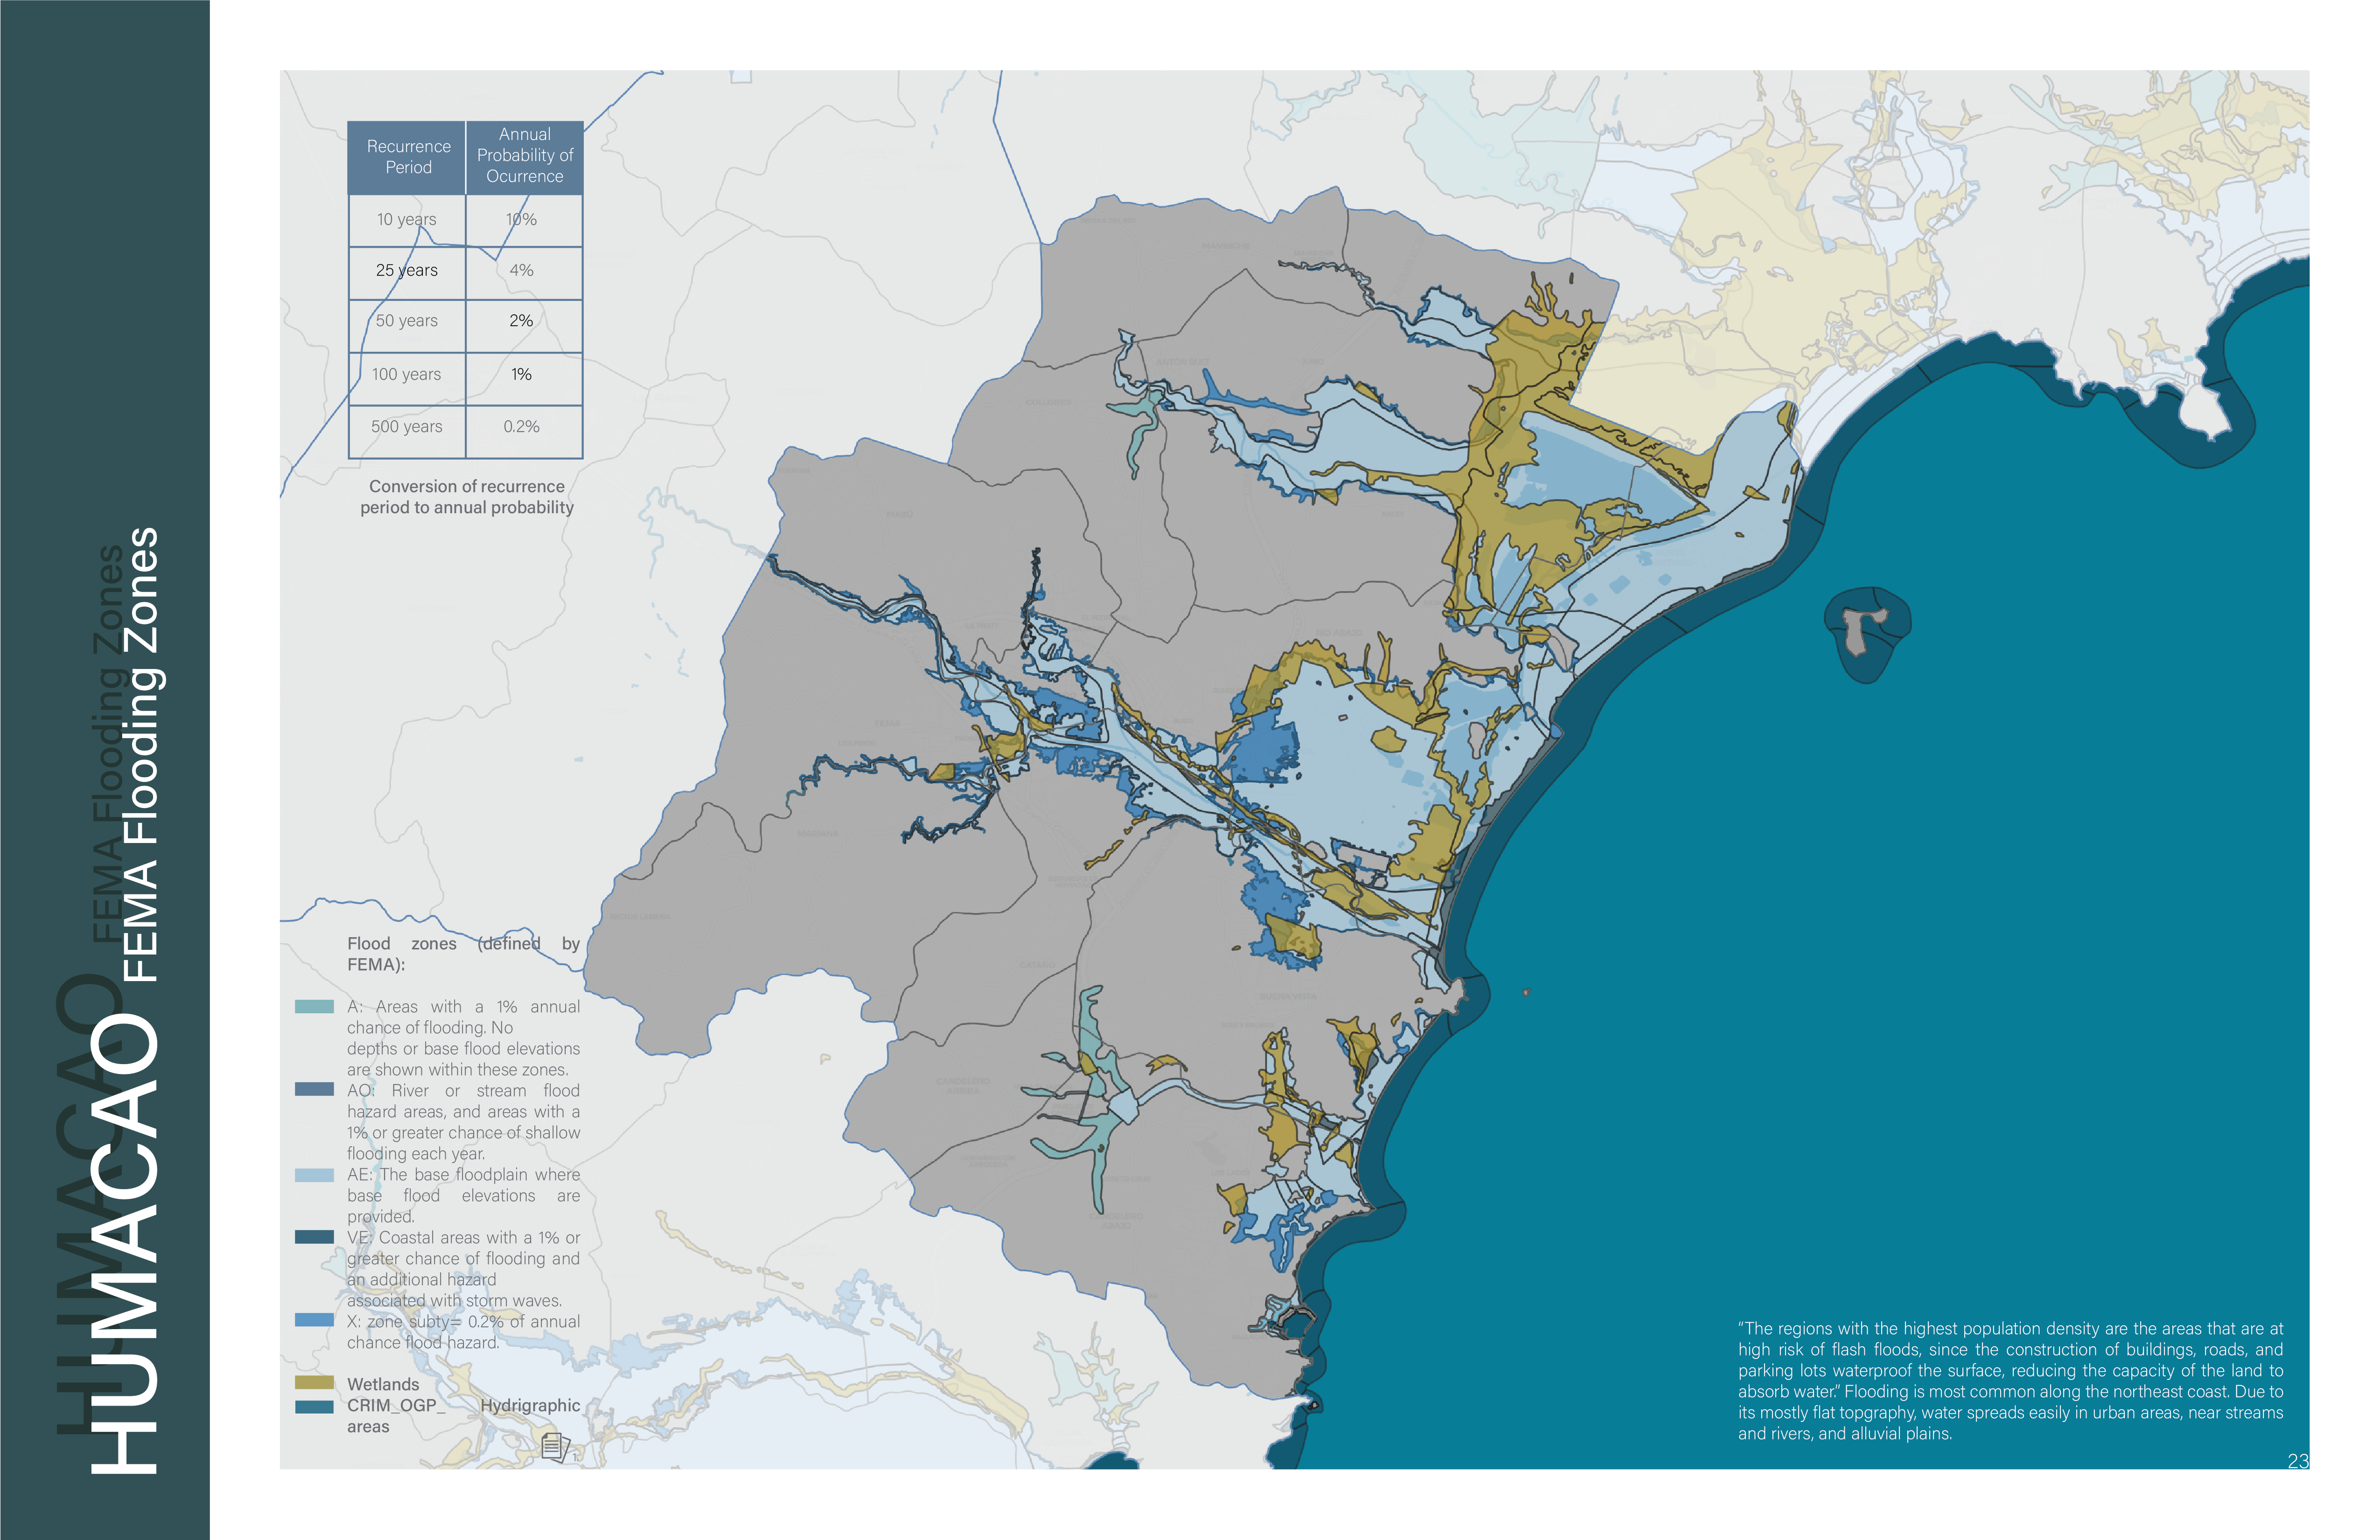 HUMACAO FEMA Flooding Zones
HUMACAO FEMA Flooding Zones
Recurrence
Period
Annual
Probability of
Ocurrence
10 years 10%
25 years 4%
50 years 2%
100 years 1%
500 years 0.2%
Conversion of recurrence
period to annual probability
Flood zones (defined by
FEMA):
A: Areas with a 1% annual
chance of flooding. No
depths or base flood elevations
are shown within these zones.
AO: River or stream flood
hazard areas, and areas with a
1% or greater chance of shallow
flooding each year.
AE: The base floodplain where
base flood elevations are
provided.
VE: Coastal areas with a 1% or
greater chance of flooding and
an additional hazard
associated with storm waves.
X: zone subty= 0.2% of annual
chance flood hazard.
Wetlands
CRIM_OGP_ Hydrigraphic
areas
1.
"The regions with the highest population density are the areas that are at
high risk of flash floods, since the construction of buildings, roads, and
parking lots waterproof the surface, reducing the capacity of the land to
absorb water." Flooding is most common along the northeast coast. Due to
its mostly flat topgraphy, water spreads easily in urban areas, near streams
and rivers, and alluvial plains.
23